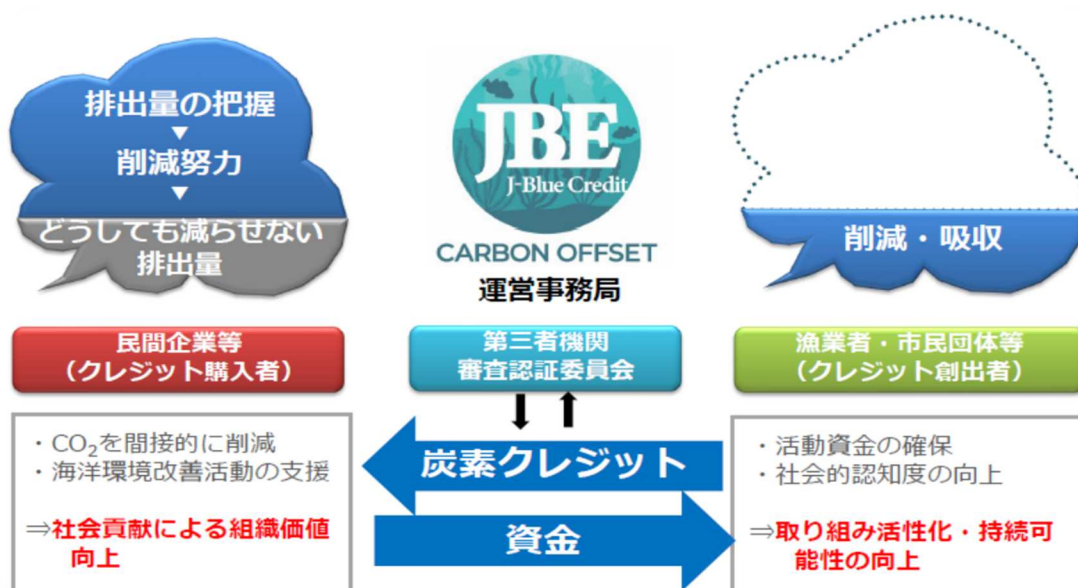 排出量の把握
▼
削減努力
▼
どうしても減らせない
排出量
JBE
J-Blue Credit
CARBON OFFSET
運営事務局
削減・吸収
民間企業等
（クレジット購入者）
第三者機関
審査認証委員会
漁業者・市民団体等
（クレジット創出者）
・CO₂を間接的に削減
・海洋環境改善活動の支援
⇒社会貢献による組織価値
向上
炭素クレジット
資金
・活動資金の確保
・社会的認知度の向上
⇒取り組み活性化・持続可
能性の向上